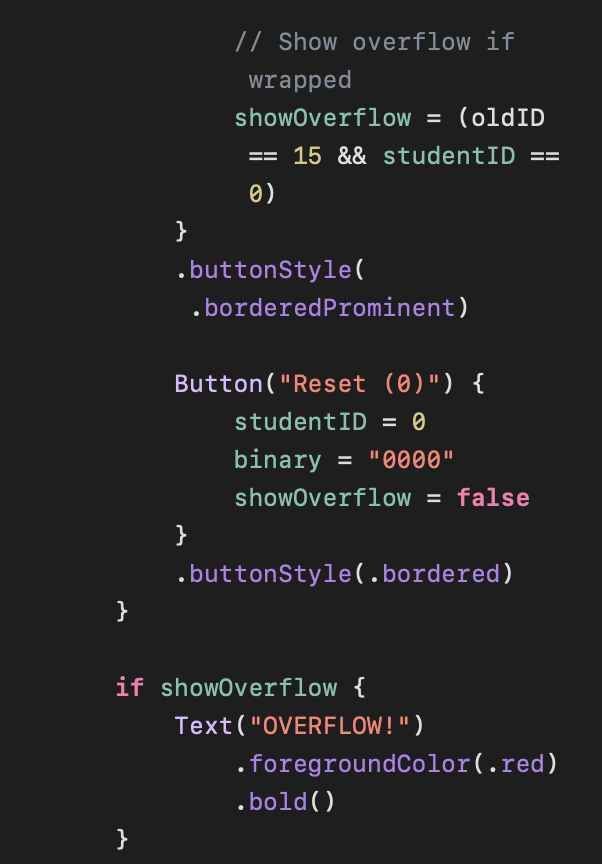 // Show overflow if
wrapped
showOverflow = (oldID
== 15 && studentID ==
0)
}
.buttonStyle(
.borderedProminent)
Button("Reset (0)") {
studentID = 0
binary = "0000"
showOverflow = false
}
.buttonStyle(.bordered)
}
if showOverflow {
Text("OVERFLOW!")
.foregroundColor(.red)
.bold()
}